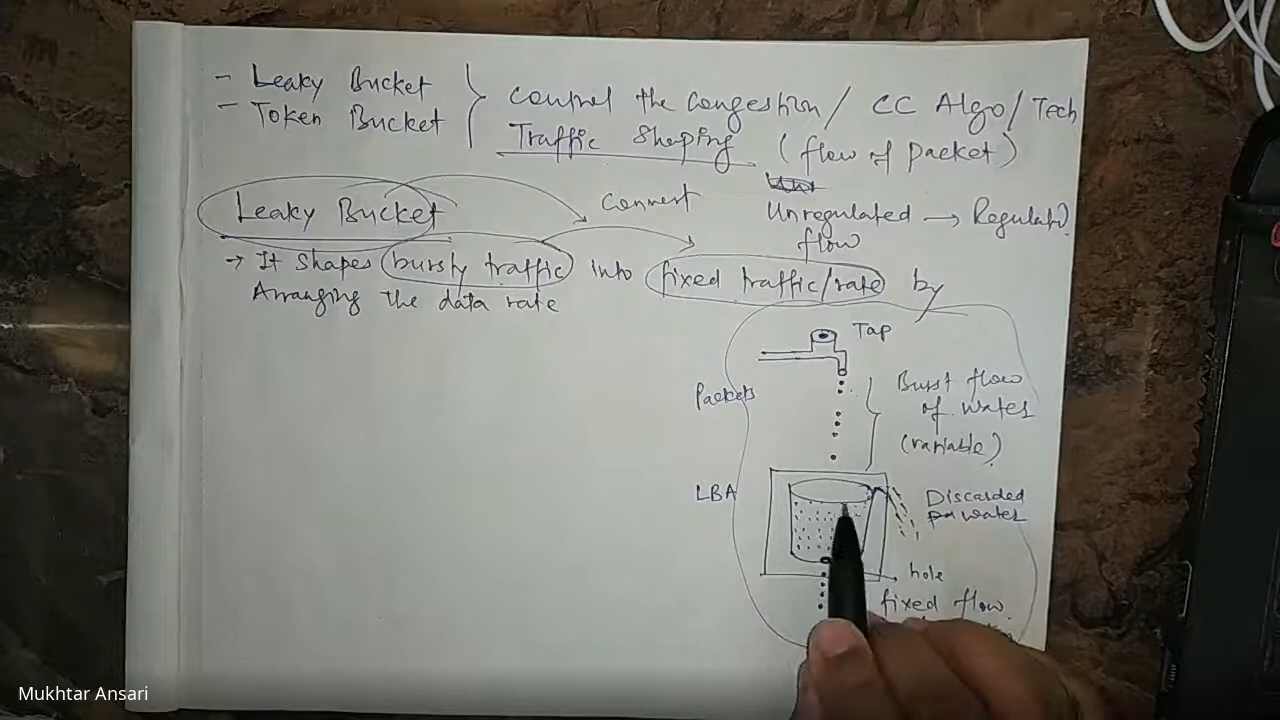 - Leaky Bucket
- Token Bucket
control the congestion / CC Algo/Tech
Traffic Shaping (flow of packet)
Leaky Bucket
Convert
Unregulated → Regulated
flow
→ It shapes bursty traffic into fixed traffic/rate by
Arranging the data rate
Tap
Packets
Burst flow
of water
(variable)
LBA
Discarded
water
hole
fixed flow
Mukhtar Ansari